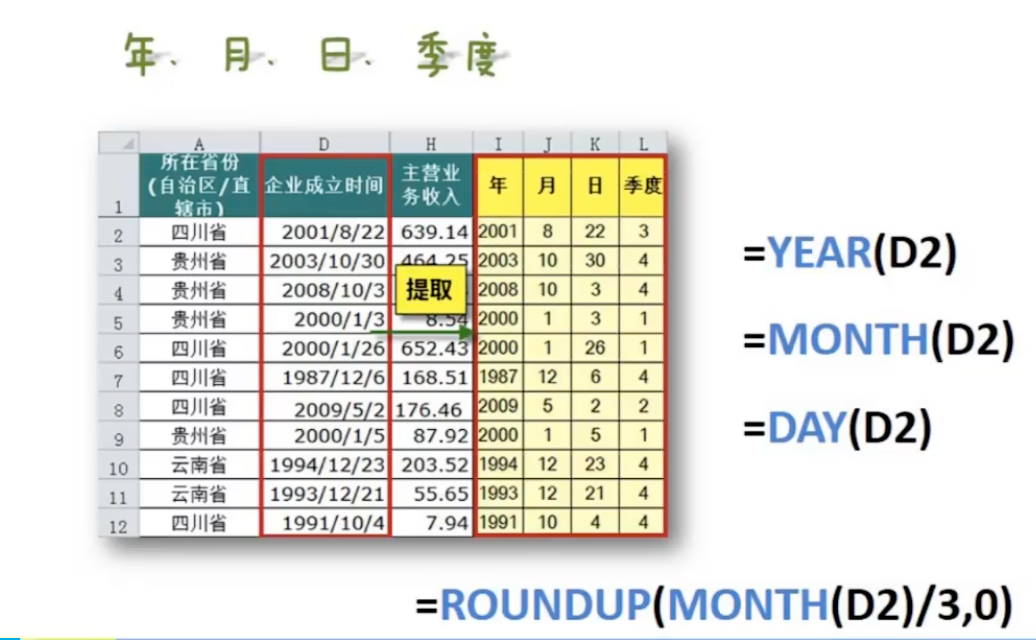 年、月、日、季度
A D H I J K L
1 所在省份(自治区/直辖市) 企业成立时间 主营业务收入 年 月 日 季度
2 四川省 2001/8/22 639.14 2001 8 22 3
3 贵州省 2003/10/30 464.25 2003 10 30 4
4 贵州省 2008/10/3 2008 10 3 4
提取
5 贵州省 2000/1/3 8.54 2000 1 3 1
6 四川省 2000/1/26 652.43 2000 1 26 1
7 四川省 1987/12/6 168.51 1987 12 6 4
8 四川省 2009/5/2 176.46 2009 5 2 2
9 贵州省 2000/1/5 87.92 2000 1 5 1
10 云南省 1994/12/23 203.52 1994 12 23 4
11 云南省 1993/12/21 55.65 1993 12 21 4
12 四川省 1991/10/4 7.94 1991 10 4 4
=YEAR(D2)
=MONTH(D2)
=DAY(D2)
=ROUNDUP(MONTH(D2)/3,0)